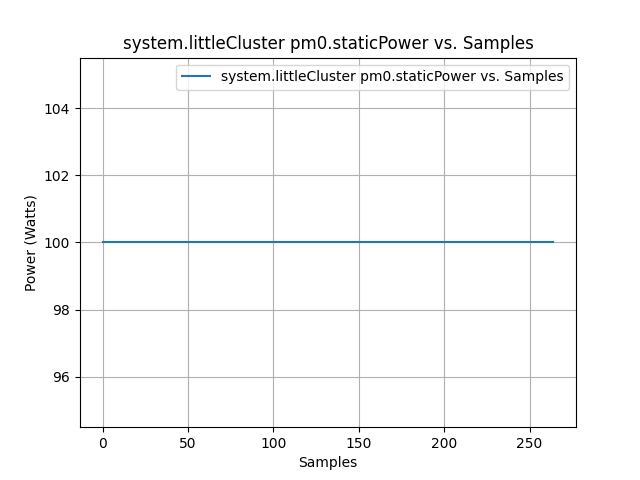 system.littleCluster pm0.staticPower vs. Samples
system.littleCluster pm0.staticPower vs. Samples
104
102
100
98
96
Power (Watts)
0 50 100 150 200 250
Samples